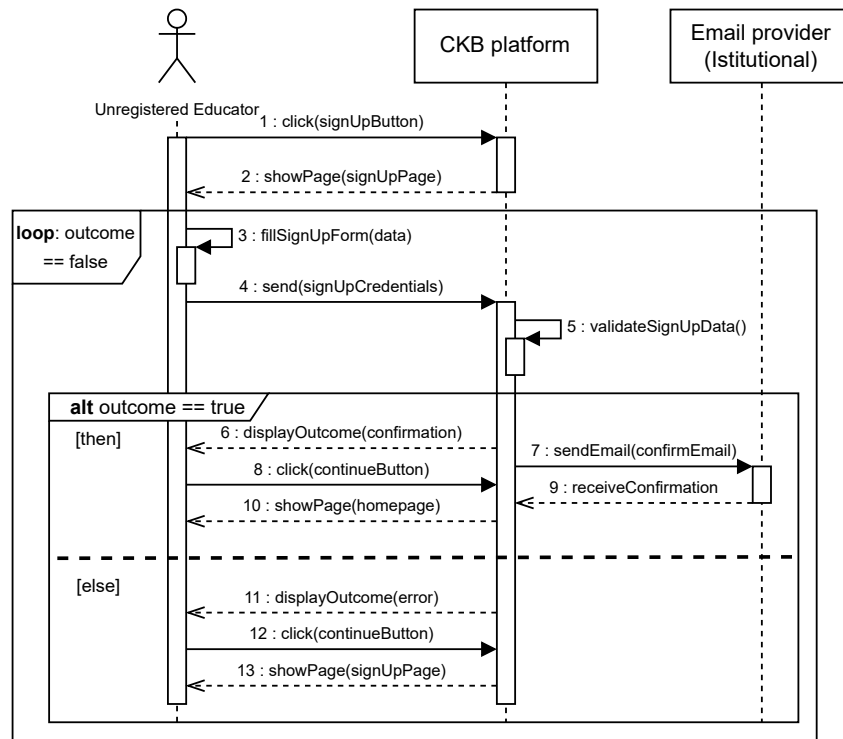 CKB platform
Email provider
(Istitutional)
Unregistered Educator
1 : click(signUpButton)
2 : showPage(signUpPage)
loop: outcome
== false
3 : fillSignUpForm(data)
4 : send(signUpCredentials)
5 : validateSignUpData()
alt outcome == true
[then]
6 : displayOutcome(confirmation)
7 : sendEmail(confirmEmail)
8 : click(continueButton)
9 : receiveConfirmation
10 : showPage(homepage)
[else]
11 : displayOutcome(error)
12 : click(continueButton)
13 : showPage(signUpPage)